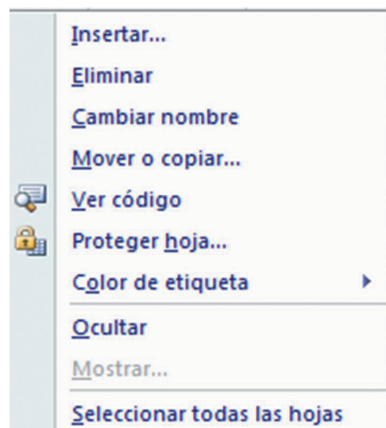 Insertar...
Eliminar
Cambiar nombre
Mover o copiar...
Ver código
Proteger hoja...
Color de etiqueta
Ocultar
Mostrar...
Seleccionar todas las hojas